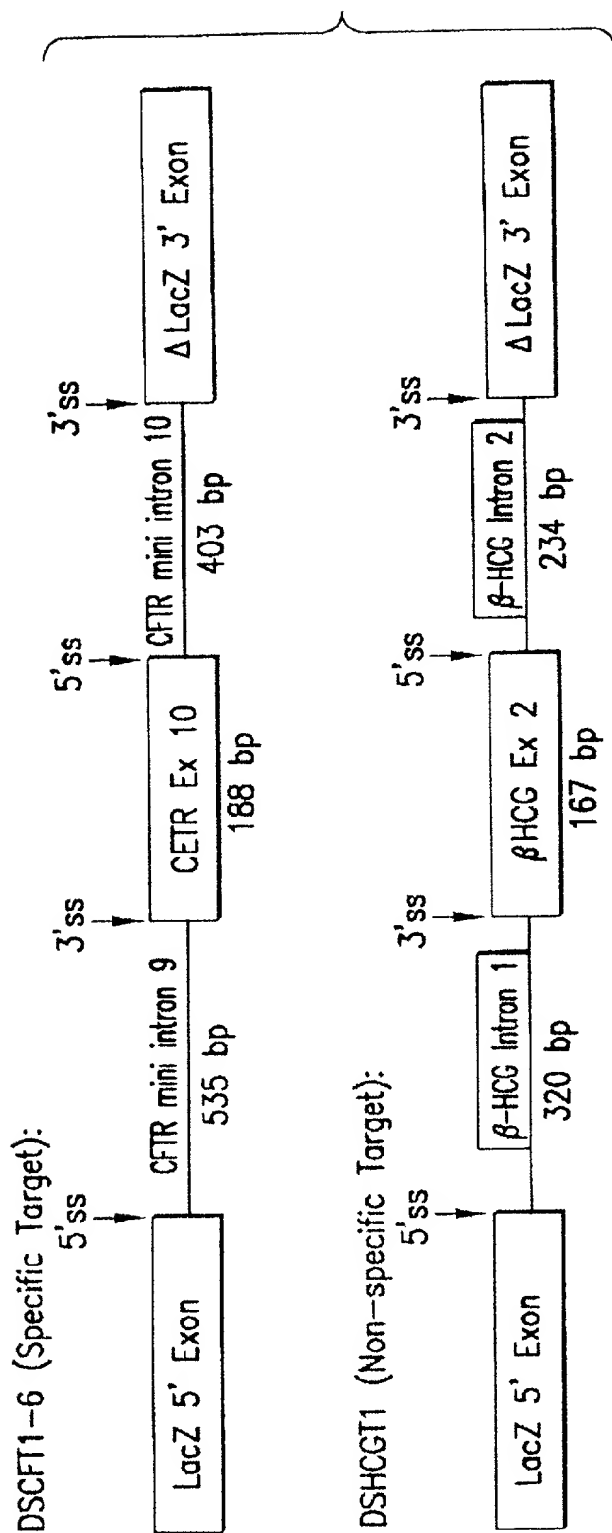 DSCFT1-6 (Specific Target):
5'ss
3'ss
5'ss
3'ss
LacZ 5' Exon
CFTR mini intron 9
535 bp
CETR Ex 10
188 bp
CFTR mini intron 10
403 bp
ΔLacZ 3' Exon
DSHCGT1 (Non-specific Target):
5'ss
3'ss
5'ss
3'ss
LacZ 5' Exon
β-HCG Intron 1
320 bp
βHCG Ex 2
167 bp
β-HCG Intron 2
234 bp
ΔLacZ 3' Exon